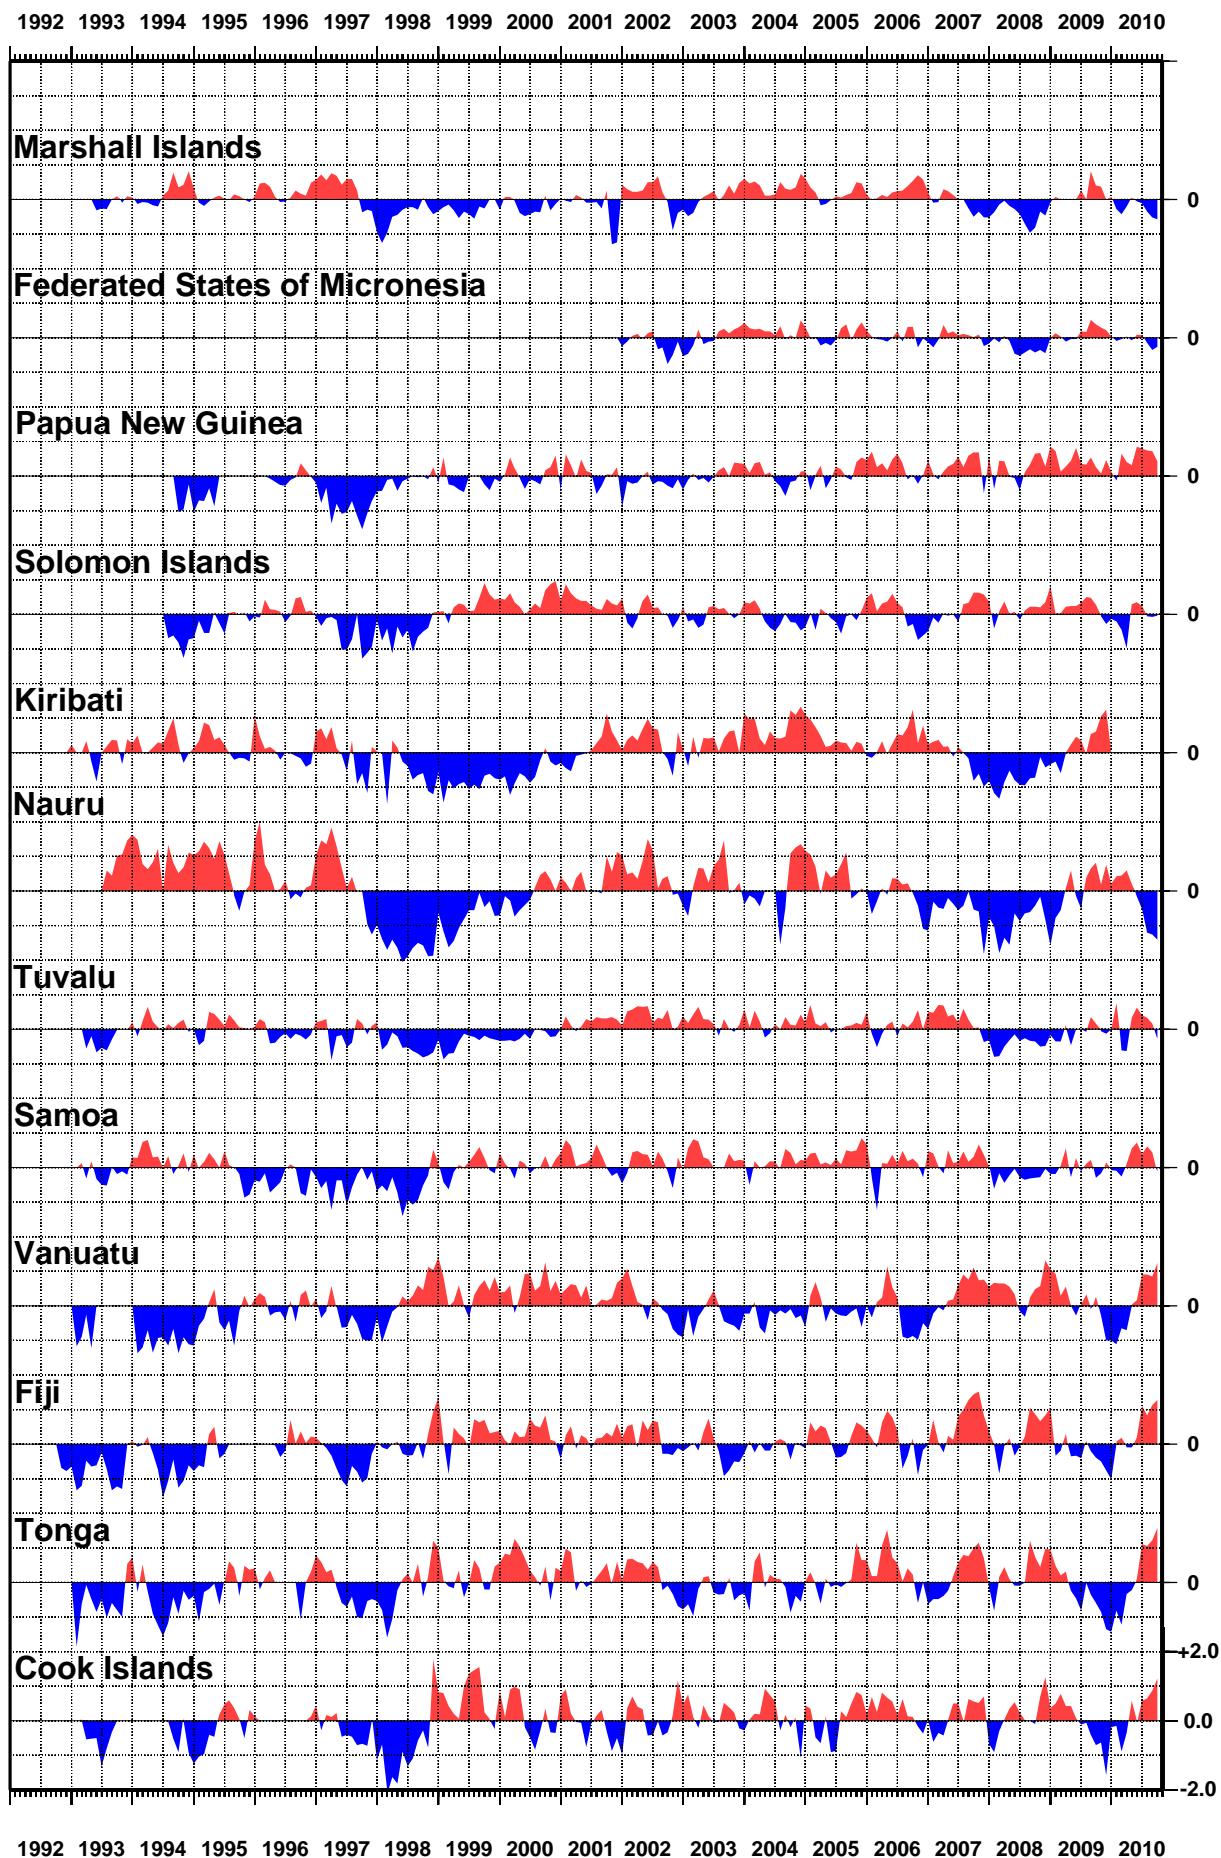 1992 1993 1994 1995 1996 1997 1998 1999 2000 2001 2002 2003 2004 2005 2006 2007 2008 2009 2010
Marshall Islands
0
Federated States of Micronesia
0
Papua New Guinea
0
Solomon Islands
0
Kiribati
0
Nauru
0
Tuvalu
0
Samoa
0
Vanuatu
0
Fiji
0
Tonga
0
+2.0
Cook Islands
0.0
-2.0
1992 1993 1994 1995 1996 1997 1998 1999 2000 2001 2002 2003 2004 2005 2006 2007 2008 2009 2010